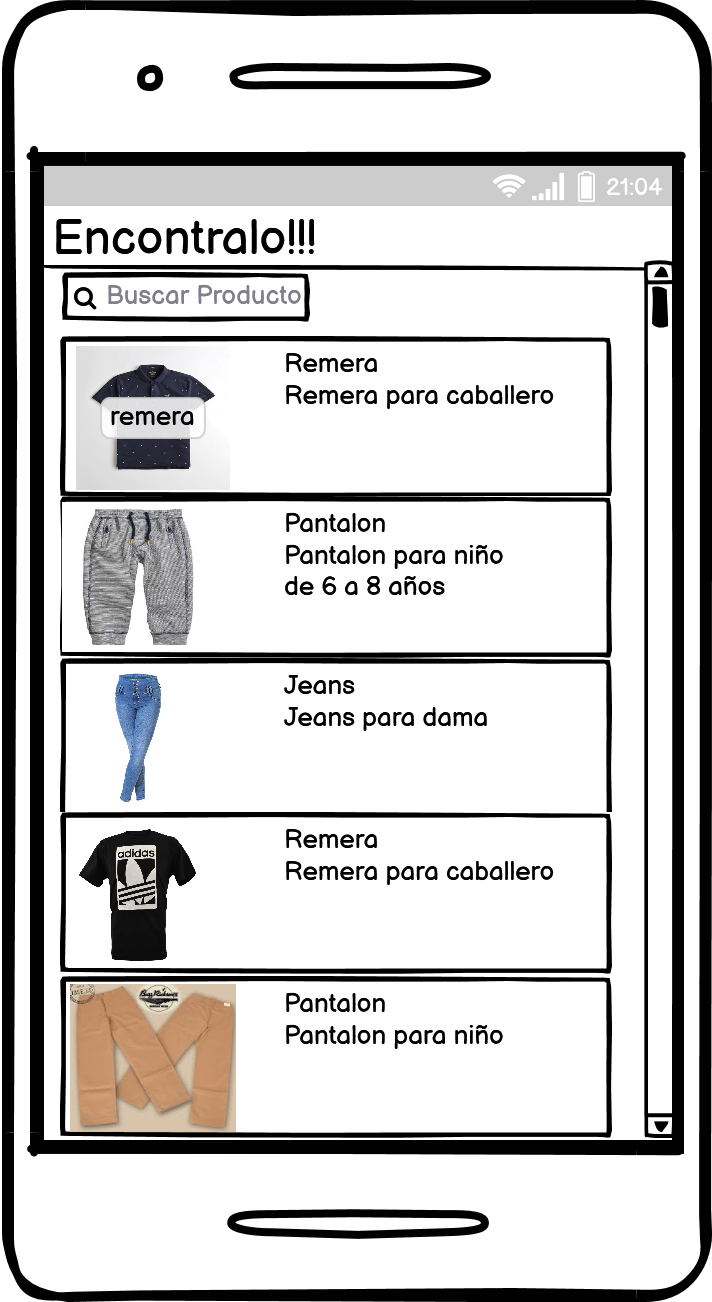 21:04
Encontralo!!!
Buscar Producto
remera
Remera
Remera para caballero
Pantalon
Pantalon para niño
de 6 a 8 años
Jeans
Jeans para dama
adidas
Remera
Remera para caballero
Pantalon
Pantalon para niño